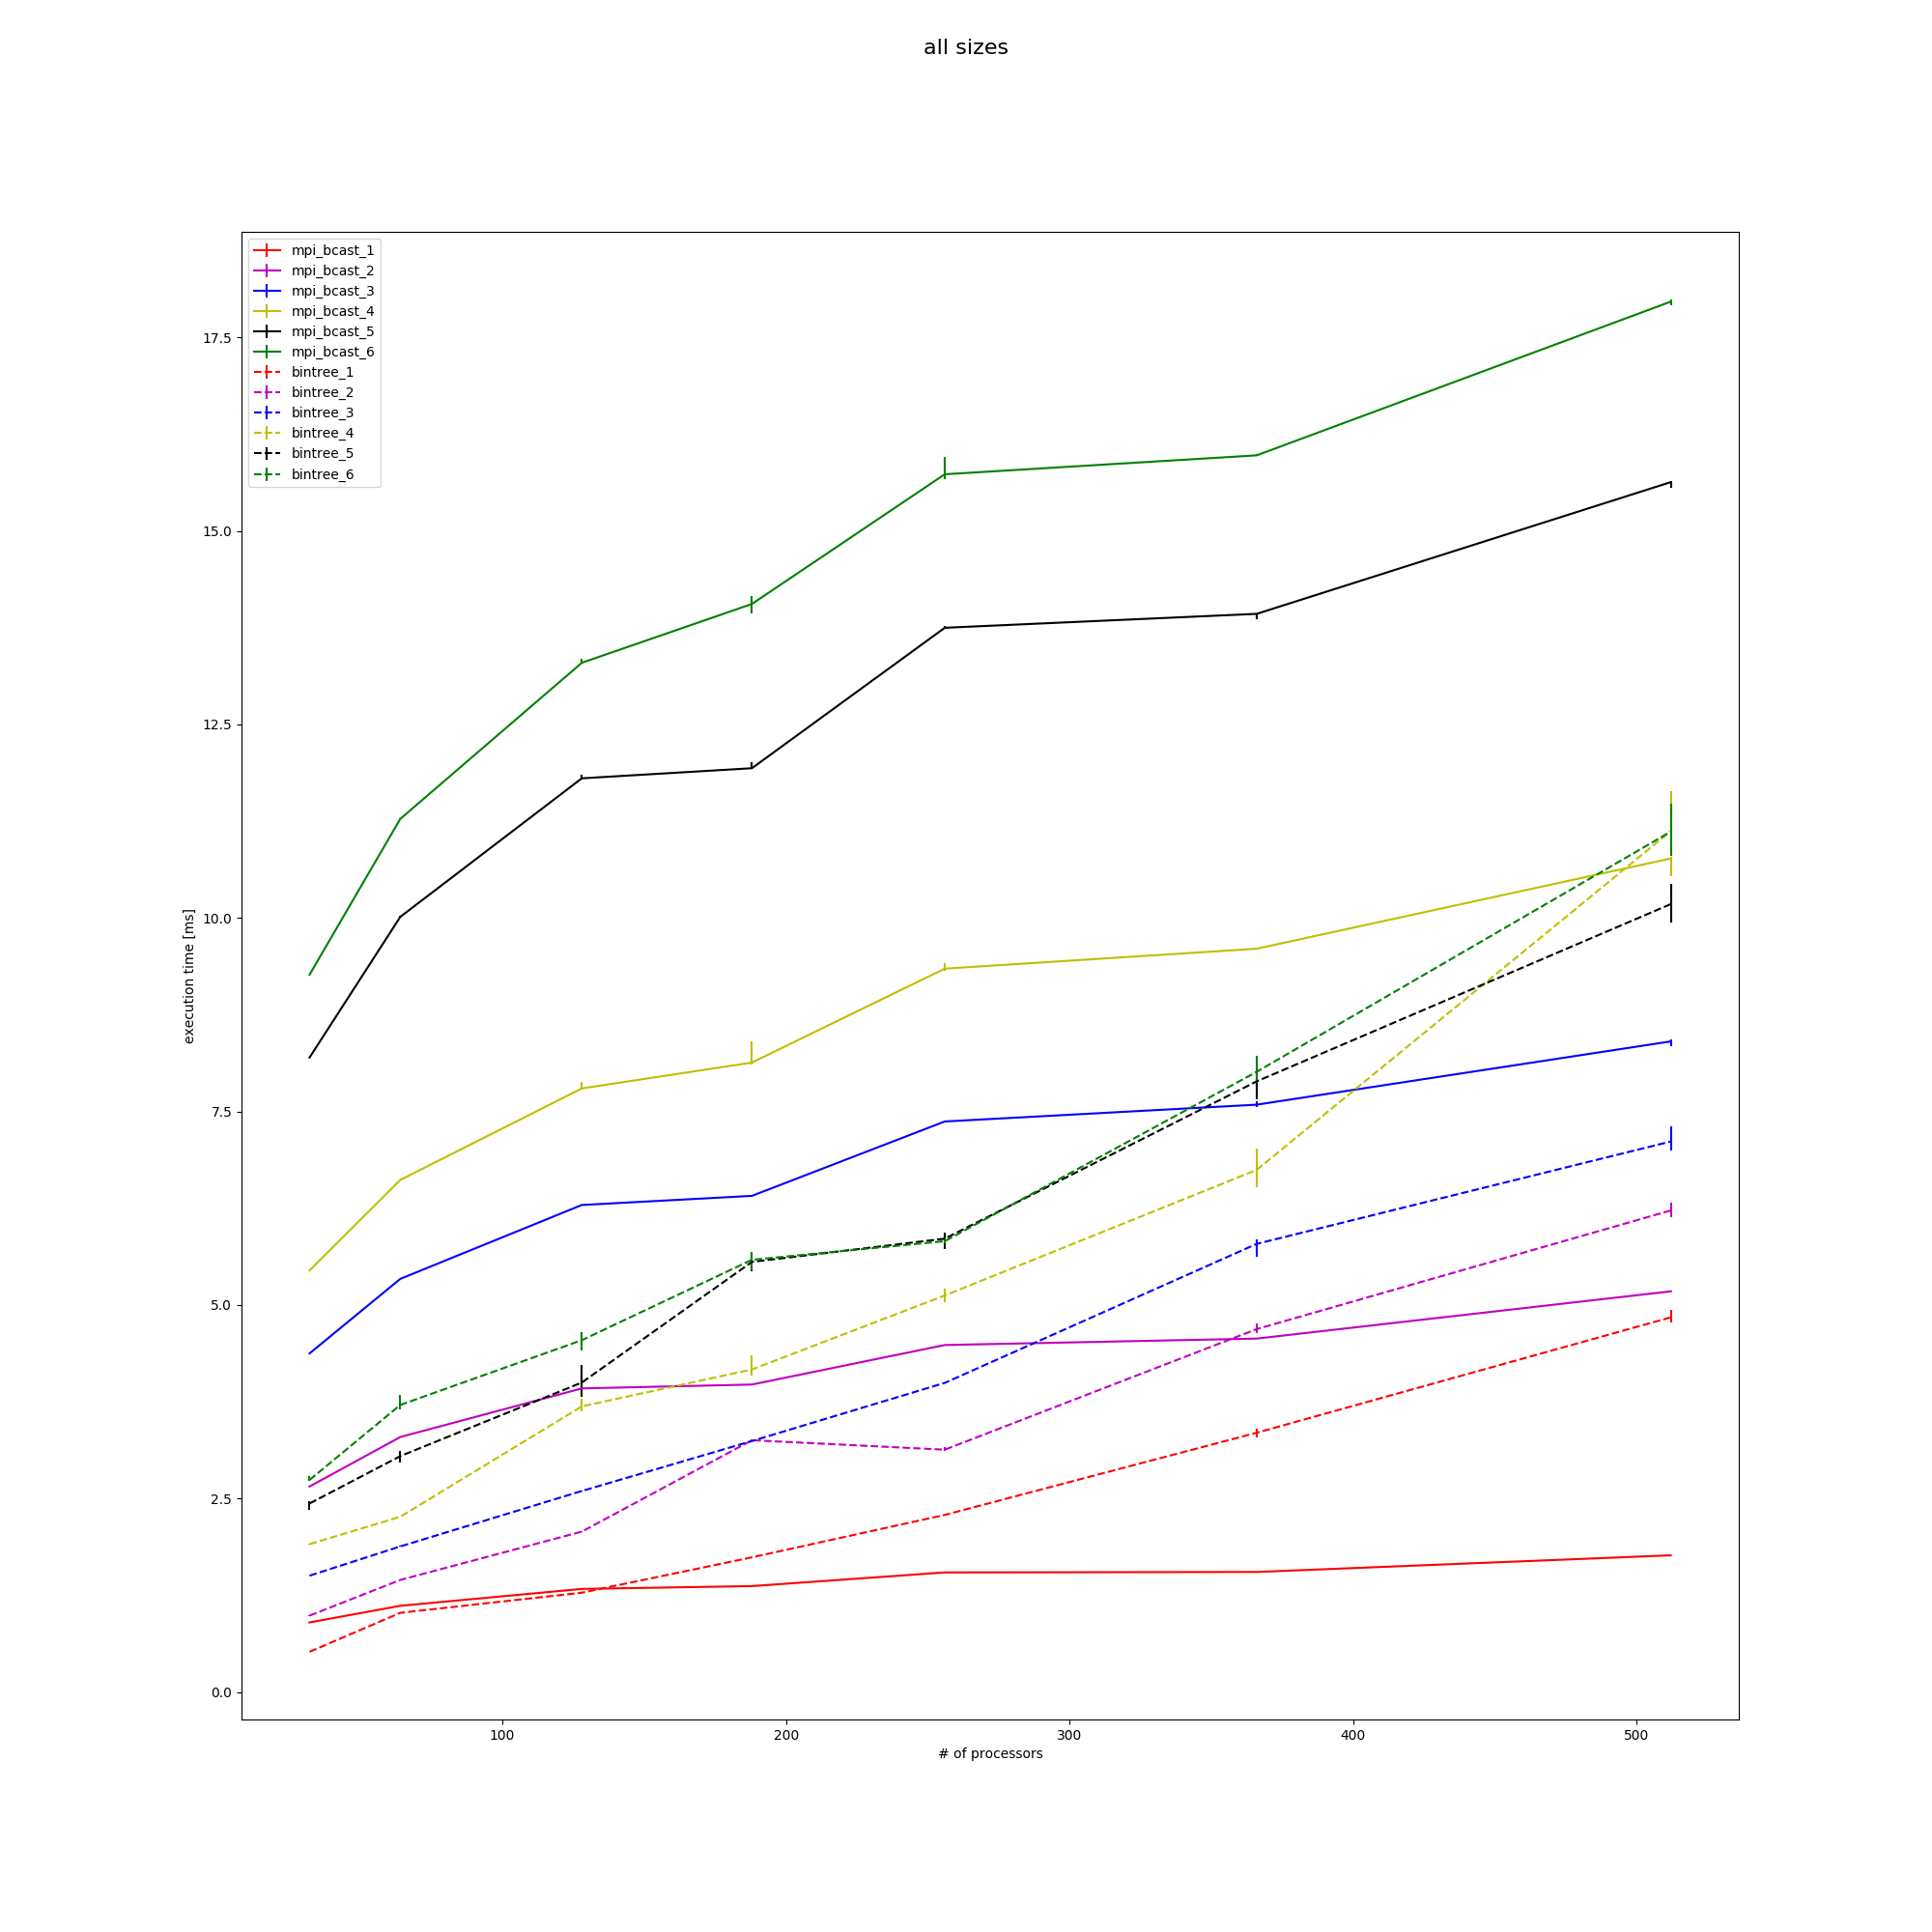 all sizes
mpi_bcast_1
mpi_bcast_2
mpi_bcast_3
mpi_bcast_4
mpi_bcast_5
mpi_bcast_6
bintree_1
bintree_2
bintree_3
bintree_4
bintree_5
bintree_6
17.5
15.0
12.5
10.0
7.5
5.0
2.5
0.0
execution time [ms]
100 200 300 400 500
# of processors